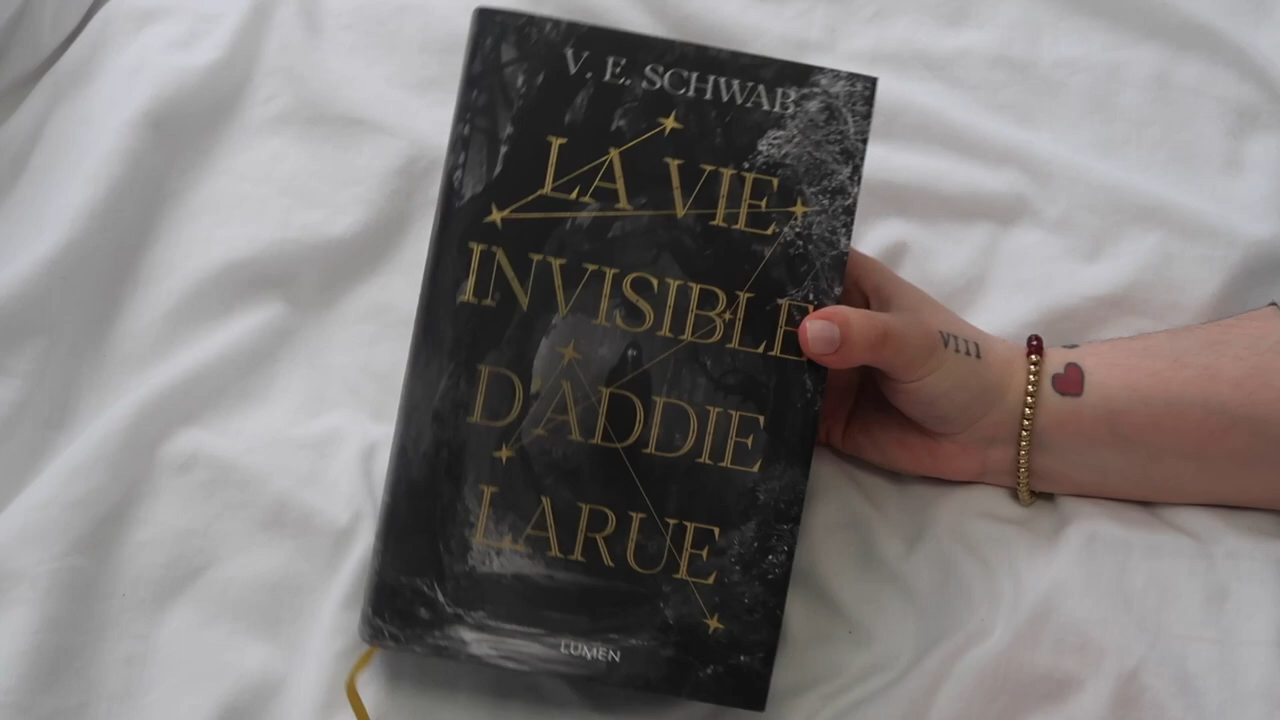 V. E. SCHWAB
LA VIE
INVISIBLE
D'ADDIE
LARUE
LUMEN
VIII